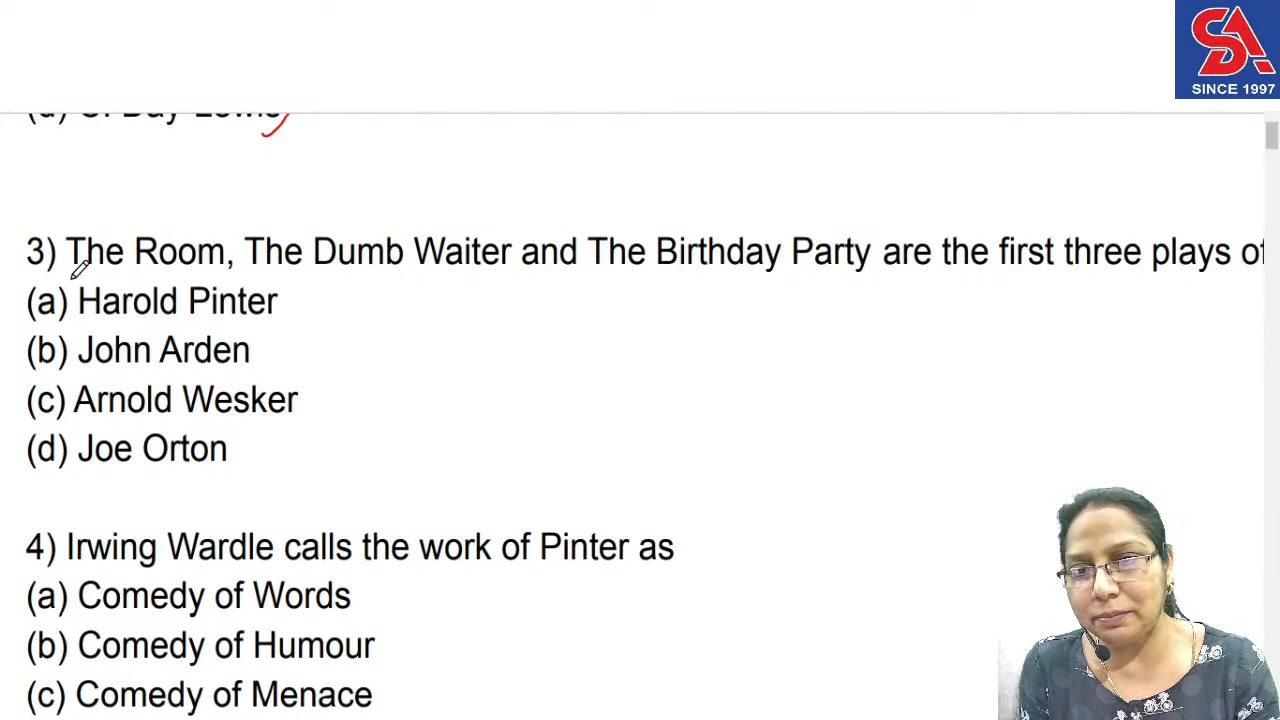 SINCE 1997
3) The Room, The Dumb Waiter and The Birthday Party are the first three plays of
(a) Harold Pinter
(b) John Arden
(c) Arnold Wesker
(d) Joe Orton
4) Irwing Wardle calls the work of Pinter as
(a) Comedy of Words
(b) Comedy of Humour
(c) Comedy of Menace